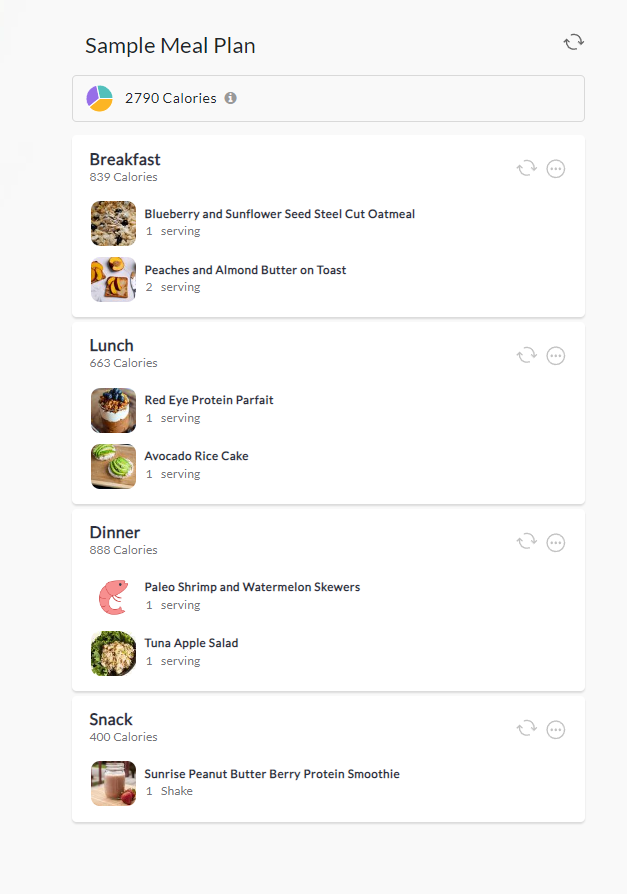 Sample Meal Plan
2790 Calories
Breakfast
839 Calories
Blueberry and Sunflower Seed Steel Cut Oatmeal
1 serving
Peaches and Almond Butter on Toast
2 serving
Lunch
663 Calories
Red Eye Protein Parfait
1 serving
Avocado Rice Cake
1 serving
Dinner
888 Calories
Paleo Shrimp and Watermelon Skewers
1 serving
Tuna Apple Salad
1 serving
Snack
400 Calories
Sunrise Peanut Butter Berry Protein Smoothie
1 Shake